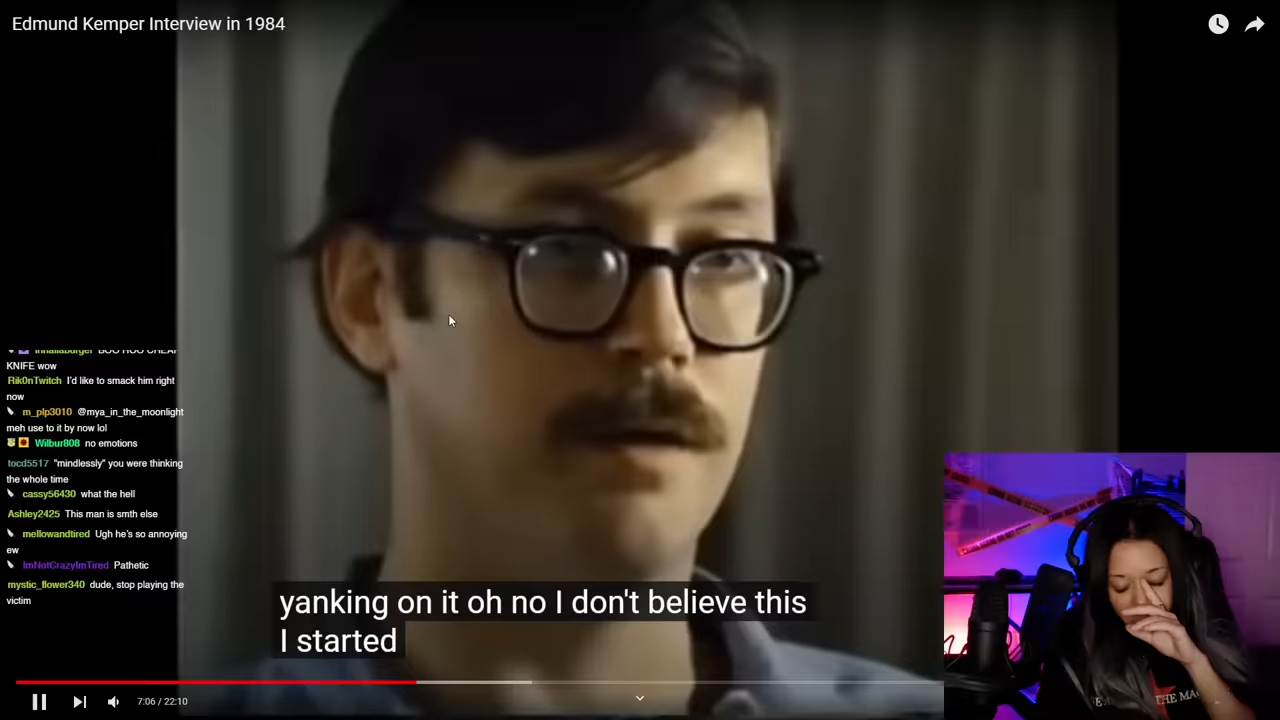 Edmund Kemper Interview in 1984
KNIFE wow
Rik0nTwitch I'd like to smack him right
now
m_plp3010 @mya_in_the_moonlight
meh use to it by now lol
Wilbur808 no emotions
tocd5517 "mindlessly" you were thinking
the whole time
cassy56430 what the hell
Ashley2425 This man is smth else
mellowandtired Ugh he's so annoying
ew
ImNotCrazyImTired Pathetic
mystic_flower340 dude, stop playing the
victim
yanking on it oh no I don't believe this
I started
7:06 / 22:10
THE MA